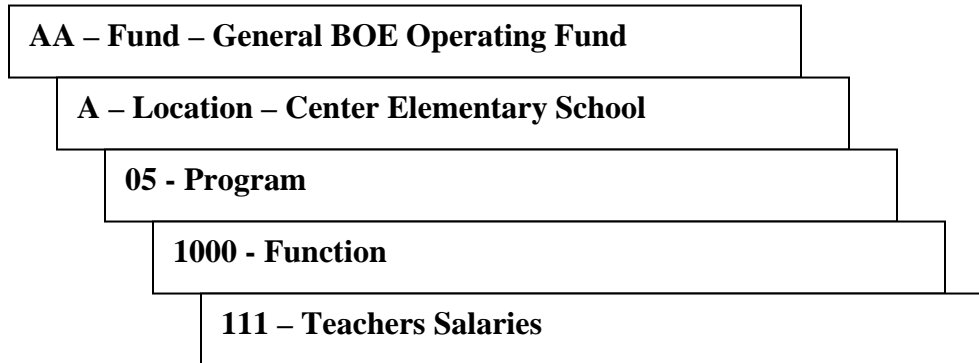 AA – Fund – General BOE Operating Fund
A – Location – Center Elementary School
05 - Program
1000 - Function
111 – Teachers Salaries